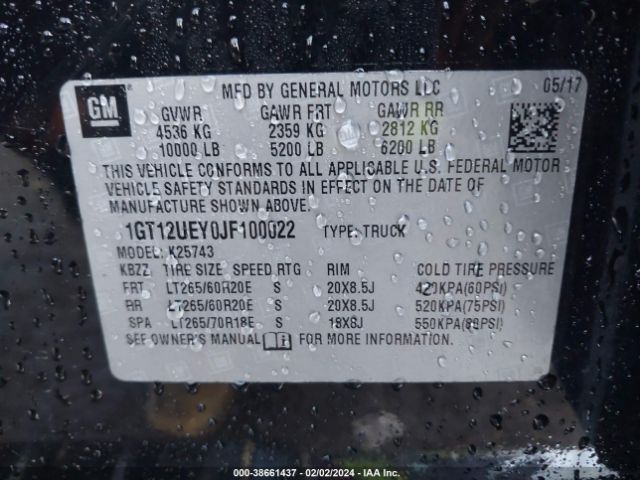 GM
MFD BY GENERAL MOTORS LLC 05/17
GVWR GAWR FRT GAWR RR
4536 KG 2359 KG 2812 KG
10000 LB 5200 LB 6200 LB
THIS VEHICLE CONFORMS TO ALL APPLICABLE U.S. FEDERAL MOTOR
VEHICLE SAFETY STANDARDS IN EFFECT ON THE DATE OF
MANUFACTURE SHOWN ABOVE.
1GT12UEY0JF100022 TYPE: TRUCK
MODEL: K25743
KBZZ TIRE SIZE SPEED RTG RIM COLD TIRE PRESSURE
FRT LT265/60R20E S 20X8.5J 420KPA(60PSI)
RR LT265/60R20E S 20X8.5J 520KPA(75PSI)
SPA LT265/70R18E S 18X8J 550KPA(80PSI)
SEE OWNER'S MANUAL FOR MORE INFORMATION.
000-38661437 - 02/02/2024 - IAA Inc.